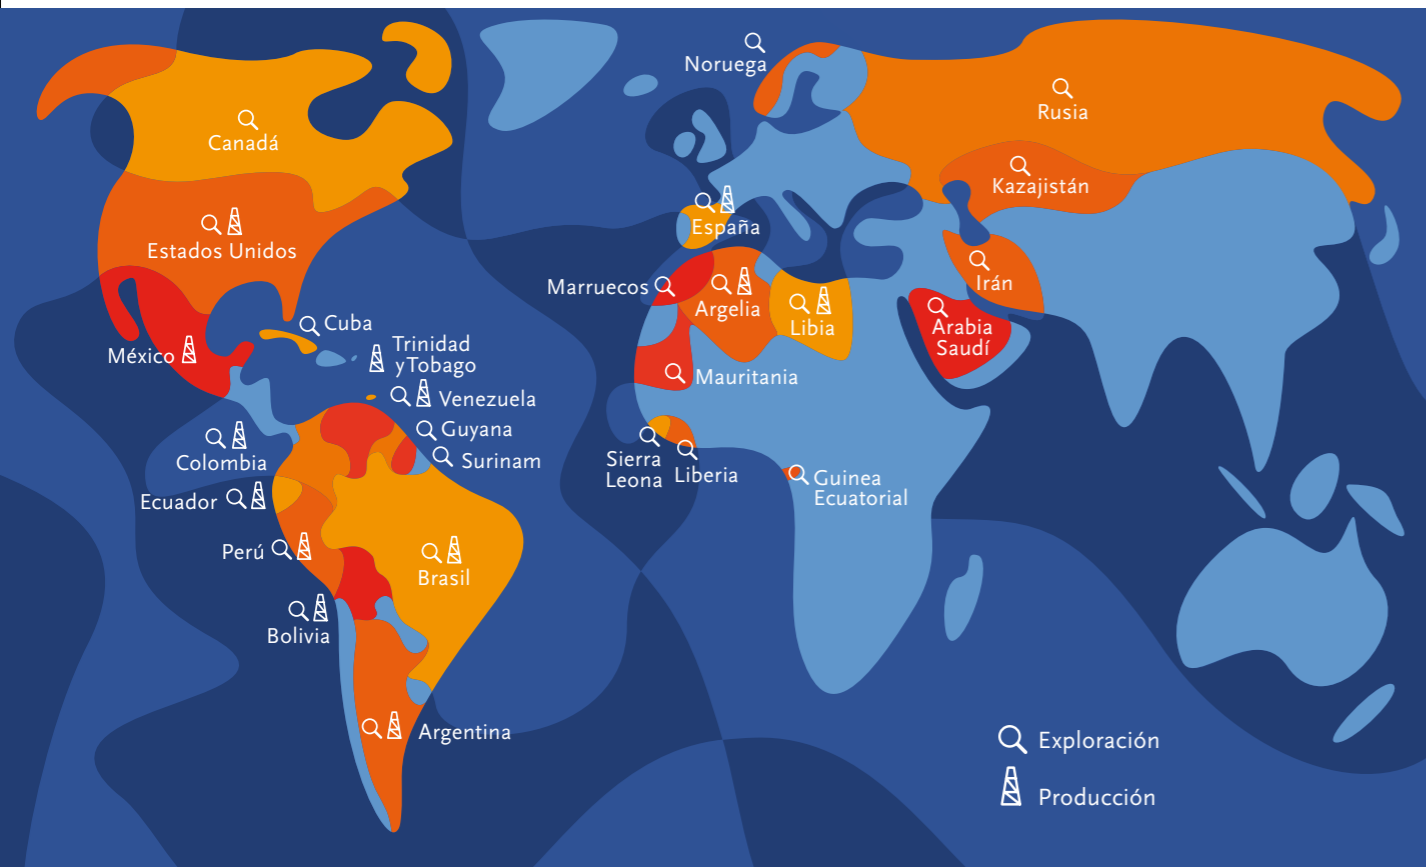 Noruega
Rusia
Canadá
Kazajistán
España
Estados Unidos
Irán
Marruecos
Argelia
Libia
Arabia
Saudí
Cuba
México
Trinidad
yTobago
Mauritania
Venezuela
Guyana
Surinam
Colombia
Sierra
Leona
Liberia
Guinea
Ecuatorial
Ecuador
Perú
Brasil
Bolivia
Argentina
Exploración
Producción